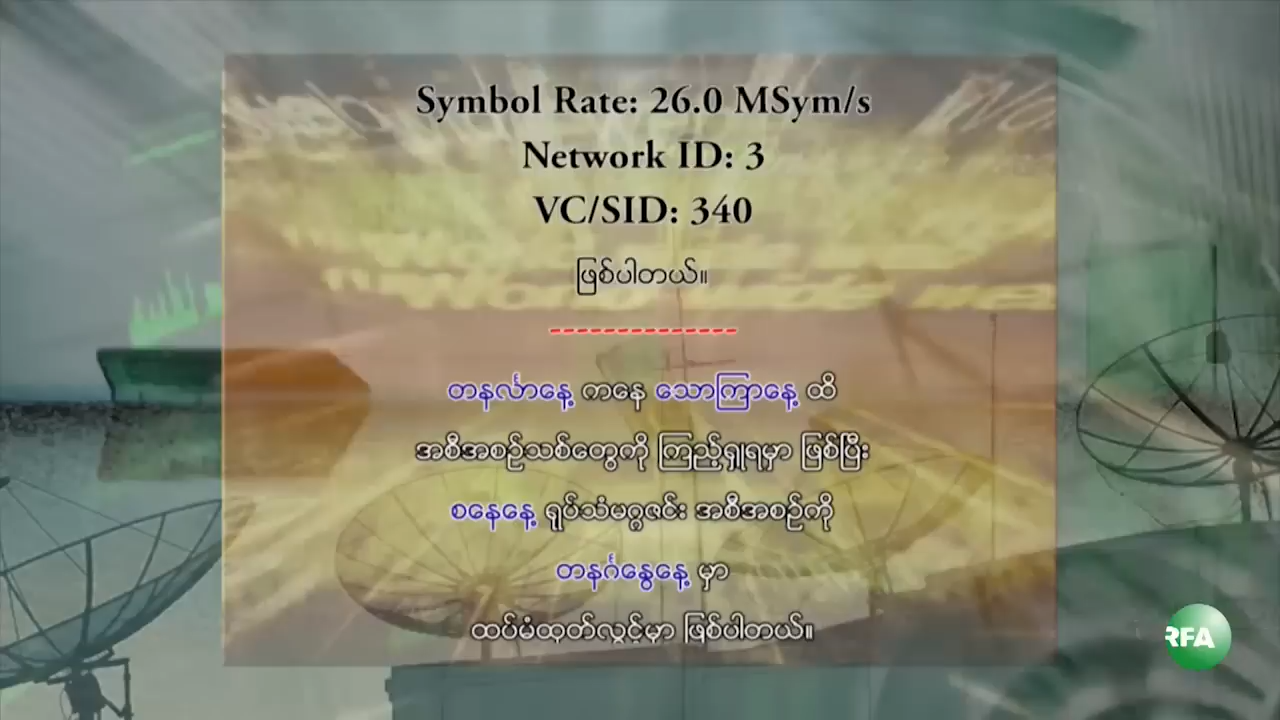 Symbol Rate: 26.0 MSym/s
Network ID: 3
VC/SID: 340
ဖြစ်ပါတယ်။
--------------
တနင်္လာနေ့ ကနေ သောကြာနေ့ ထိ
အစီအစဉ်သစ်တွေကို ကြည့်ရှုရမှာ ဖြစ်ပြီး
စနေနေ့ ရုပ်သံမဂ္ဂဇင်း အစီအစဉ်ကို
တနင်္ဂနွေနေ့ မှာ
ထပ်မံထုတ်လွှင့်မှာ ဖြစ်ပါတယ်။
RFA